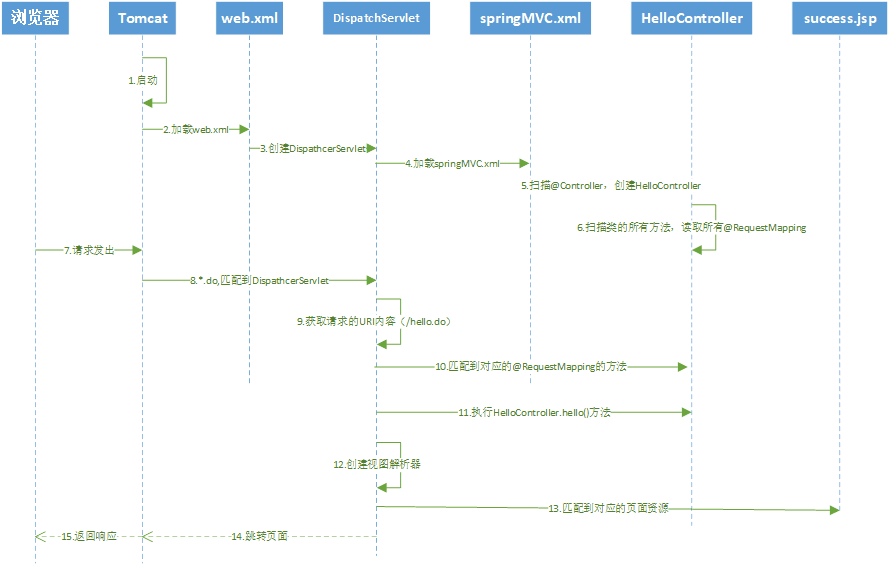 浏览器
Tomcat
web.xml
DispatchServlet
springMVC.xml
HelloController
success.jsp
1.启动
2.加载web.xml
3.创建DispathcerServlet
4.加载springMVC.xml
5.扫描@Controller，创建HelloController
6.扫描类的所有方法，读取所有@RequestMapping
7.请求发出
8.*.do,匹配到DispathcerServlet
9.获取请求的URI内容（/hello.do）
10.匹配到对应的@RequestMapping的方法
11.执行HelloController.hello()方法
12.创建视图解析器
13.匹配到对应的页面资源
14.跳转页面
15.返回响应